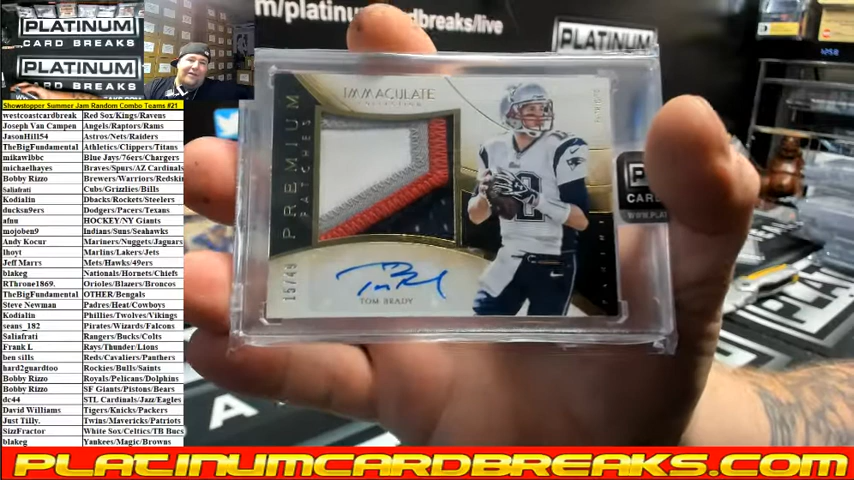 m/platinumcardbreaks/live
PLATINUM
CARD BREAKS
PLATINUM
CARD BREAKS
PLATINUM
Showstopper Summer Jam Random Combo Teams #21
westcoastcardbreak Red Sox/Kings/Ravens
Joseph Van Campen Angels/Raptors/Rams
JasonHill54 Astros/Nets/Raiders
TheBigFundamental Athletics/Clippers/Titans
mikawlbbc Blue Jays/76ers/Chargers
michaelhayes Braves/Spurs/AZ Cardinals
Bobby Rizzo Brewers/Warriors/Redskin
Saliafrati Cubs/Grizzlies/Bills
Kodialin Dbacks/Rockets/Steelers
ducksu9ers Dodgers/Pacers/Texans
afnu HOCKEY/NY Giants
mojoben9 Indians/Suns/Seahawks
Andy Kocur Mariners/Nuggets/Jaguars
lhoyt Marlins/Lakers/Jets
Jeff Marrs Mets/Hawks/49ers
blakeg Nationals/Hornets/Chiefs
RThrone1869. Orioles/Blazers/Broncos
TheBigFundamental OTHER/Bengals
Steve Newman Padres/Heat/Cowboys
Kodialin Phillies/Twolves/Vikings
seans_182 Pirates/Wizards/Falcons
Saliafrati Rangers/Bucks/Colts
Frank L Rays/Thunder/Lions
ben sills Reds/Cavaliers/Panthers
hard2guardtoo Rockies/Bulls/Saints
Bobby Rizzo Royals/Pelicans/Dolphins
Bobby Rizzo SF Giants/Pistons/Bears
dc44 STL Cardinals/Jazz/Eagles
David Williams Tigers/Knicks/Packers
Just Tilly. Twins/Mavericks/Patriots
SizzFractor White Sox/Celtics/TB Bucs
blakeg Yankees/Magic/Browns
IMMACULATE
COLLECTION
PREMIUM
PATCHES
15/49
Tom Brady
TOM BRADY
PANINI
PLATINUMCARDBREAKS.COM